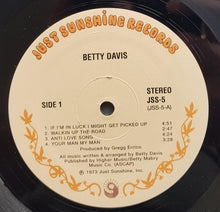 JUST SUNSHINE RECORDS
BETTY DAVIS
SIDE 1
STEREO
JSS-5
(JSS-5-A)
1. IF I'M IN LUCK I MIGHT GET PICKED UP 4:51
2. WALKIN UP THE ROAD 2:47
3. ANTI LOVE SONG 4:28
4. YOUR MAN MY MAN 3:32
Produced by Gregg Errico
All music written & arranged by Betty Davis
Published by Higher Music/Betty Mabry
Music Co. (ASCAP)
℗ 1973 Just Sunshine, Inc.